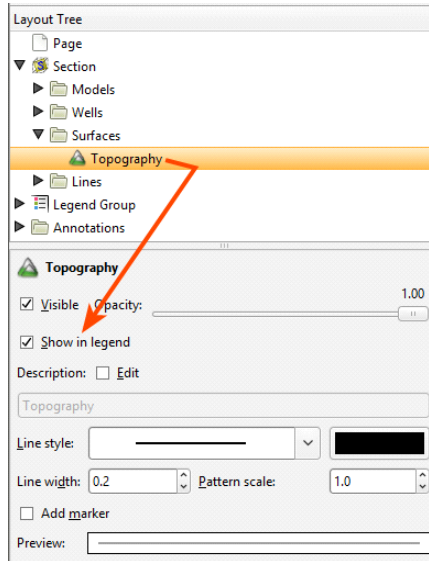 Layout Tree
Page
Section
Models
Wells
Surfaces
Topography
Lines
Legend Group
Annotations
Topography
Visible Opacity: 1.00
Show in legend
Description: Edit
Topography
Line style:
Line width: 0.2 Pattern scale: 1.0
Add marker
Preview: